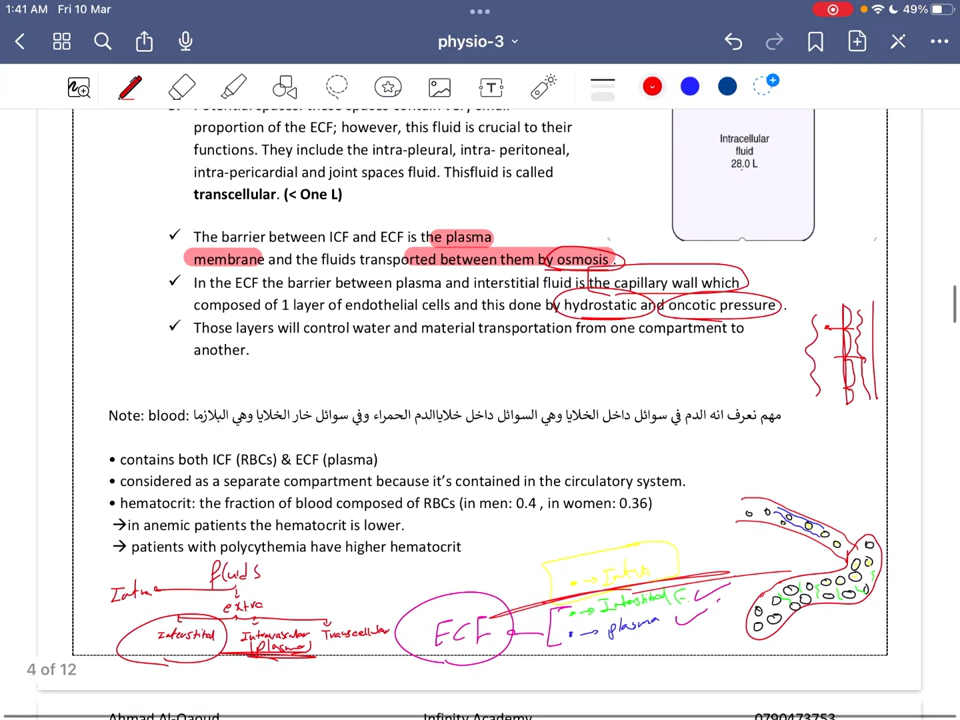 1:41 AM Fri 10 Mar
49%
physio-3
proportion of the ECF; however, this fluid is crucial to their
functions. They include the intra-pleural, intra- peritoneal,
intra-pericardial and joint spaces fluid. Thisfluid is called
transcellular. (< One L)
Intracellular
fluid
28.0 L
✓ The barrier between ICF and ECF is the plasma
membrane and the fluids transported between them by osmosis .
✓ In the ECF the barrier between plasma and interstitial fluid is the capillary wall which
composed of 1 layer of endothelial cells and this done by hydrostatic and oncotic pressure .
✓ Those layers will control water and material transportation from one compartment to
another.
Note: blood: مهم نعرف انه الدم في سوائل داخل الخلايا وهي السوائل داخل خلاياالدم الحمراء وفي سوائل خار الخلايا وهي البلازما
• contains both ICF (RBCs) & ECF (plasma)
• considered as a separate compartment because it’s contained in the circulatory system.
• hematocrit: the fraction of blood composed of RBCs (in men: 0.4 , in women: 0.36)
→in anemic patients the hematocrit is lower.
→ patients with polycythemia have higher hematocrit
fluids
extra
Interstital Intravascular Transcellular
(plasma)
ECF
• → Intra
• → Interstital F
• → plasma
4 of 12
Ahmad Al-Qaoud Infinity Academy 0790473753